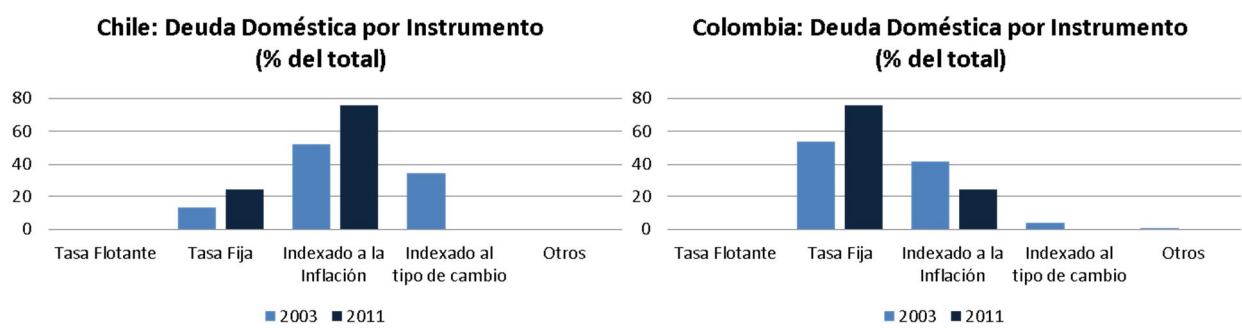 Chile: Deuda Doméstica por Instrumento
(% del total)
80
60
40
20
0
Tasa Flotante
Tasa Fija
Indexado a la
Inflación
Indexado al
tipo de cambio
Otros
2003
2011
Colombia: Deuda Doméstica por Instrumento
(% del total)
80
60
40
20
0
Tasa Flotante
Tasa Fija
Indexado a la
Inflación
Indexado al
tipo de cambio
Otros
2003
2011